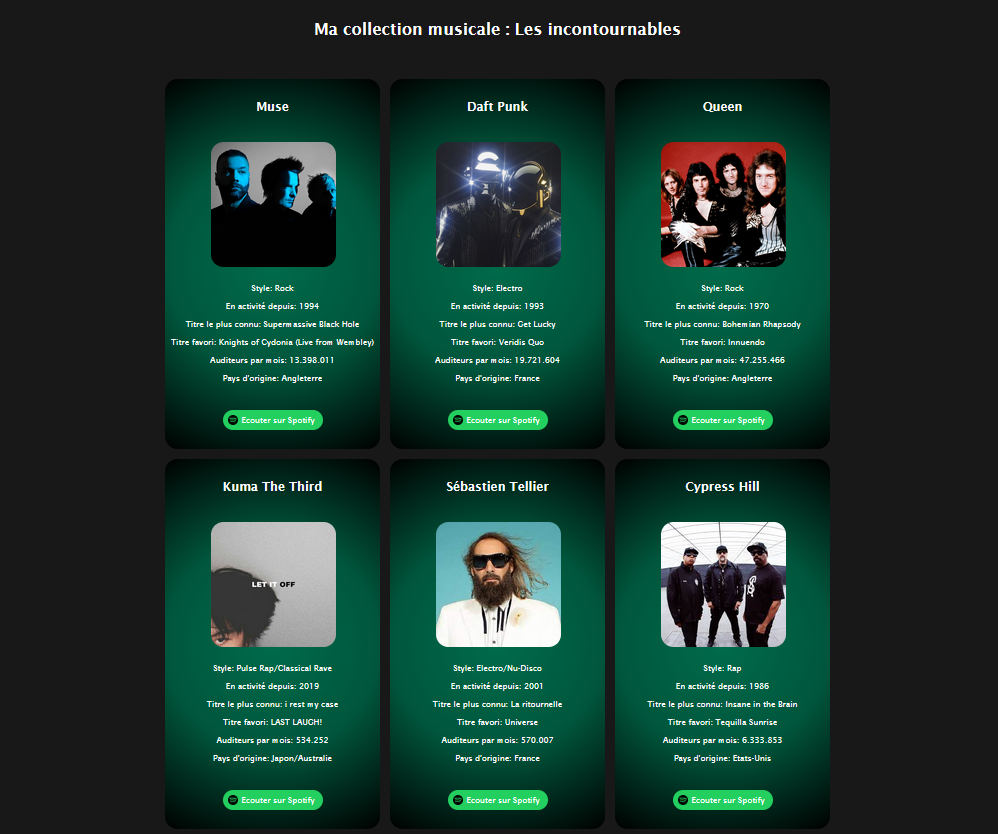 Ma collection musicale : Les incontournables
Muse
Style: Rock
En activité depuis: 1994
Titre le plus connu: Supermassive Black Hole
Titre favori: Knights of Cydonia (Live from Wembley)
Auditeurs par mois: 13.398.011
Pays d'origine: Angleterre
Ecouter sur Spotify
Daft Punk
Style: Electro
En activité depuis: 1993
Titre le plus connu: Get Lucky
Titre favori: Veridis Quo
Auditeurs par mois: 19.721.604
Pays d'origine: France
Ecouter sur Spotify
Queen
Style: Rock
En activité depuis: 1970
Titre le plus connu: Bohemian Rhapsody
Titre favori: Innuendo
Auditeurs par mois: 47.255.466
Pays d'origine: Angleterre
Ecouter sur Spotify
Kuma The Third
LET IT OFF
Style: Pulse Rap/Classical Rave
En activité depuis: 2019
Titre le plus connu: i rest my case
Titre favori: LAST LAUGH!
Auditeurs par mois: 534.252
Pays d'origine: Japon/Australie
Ecouter sur Spotify
Sébastien Tellier
Style: Electro/Nu-Disco
En activité depuis: 2001
Titre le plus connu: La ritournelle
Titre favori: Universe
Auditeurs par mois: 570.007
Pays d'origine: France
Ecouter sur Spotify
Cypress Hill
Style: Rap
En activité depuis: 1986
Titre le plus connu: Insane in the Brain
Titre favori: Tequilla Sunrise
Auditeurs par mois: 6.333.853
Pays d'origine: Etats-Unis
Ecouter sur Spotify